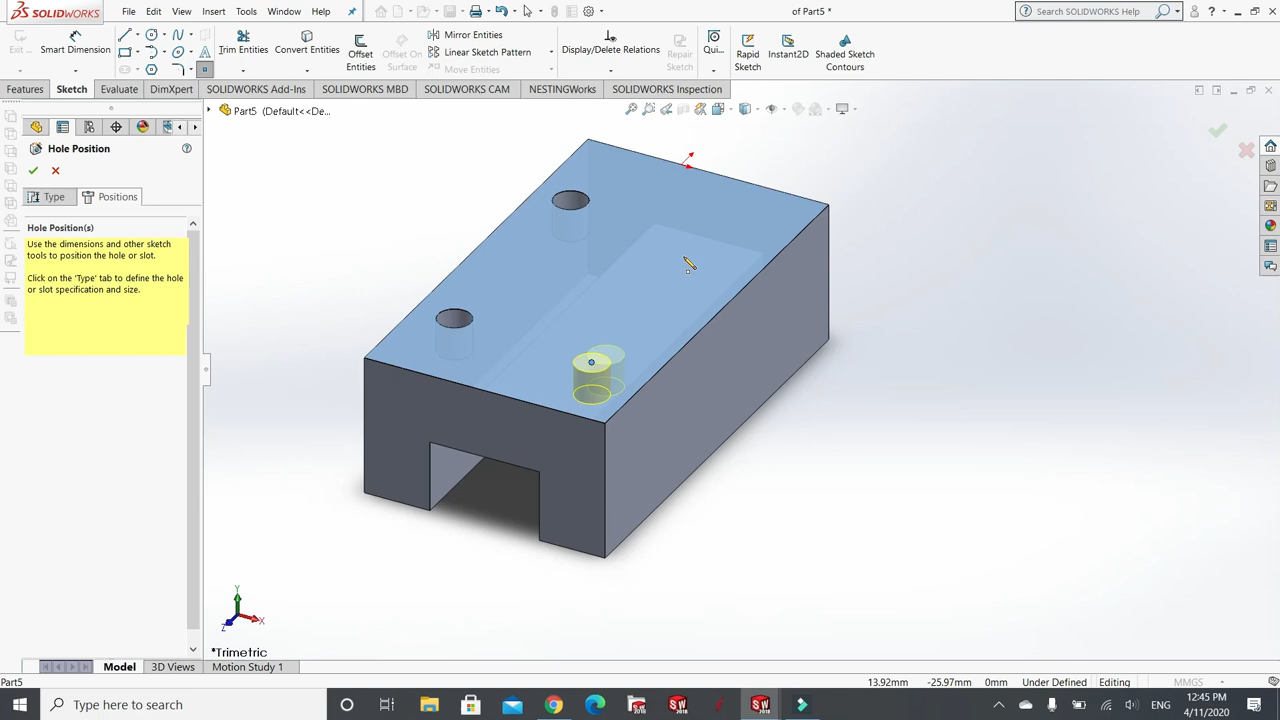 SOLIDWORKS
File Edit View Insert Tools Window Help
of Part5 *
Search SOLIDWORKS Help
Exit ...
Smart Dimension
Trim Entities
Convert Entities
Offset Entities
Offset On Surface
Mirror Entities
Linear Sketch Pattern
Move Entities
Display/Delete Relations
Repair Sketch
Qui...
Rapid Sketch
Instant2D
Shaded Sketch Contours
Features Sketch Evaluate DimXpert SOLIDWORKS Add-Ins SOLIDWORKS MBD SOLIDWORKS CAM NESTINGWorks SOLIDWORKS Inspection
Part5 (Default<<De...
Hole Position
Type Positions
Hole Position(s)
Use the dimensions and other sketch
tools to position the hole or slot.
Click on the 'Type' tab to define the hole
or slot specification and size.
Y
X
Z
*Trimetric
Model 3D Views Motion Study 1
Part5
13.92mm -25.97mm 0mm Under Defined Editing MMGS
Type here to search
ENG
12:45 PM
4/11/2020